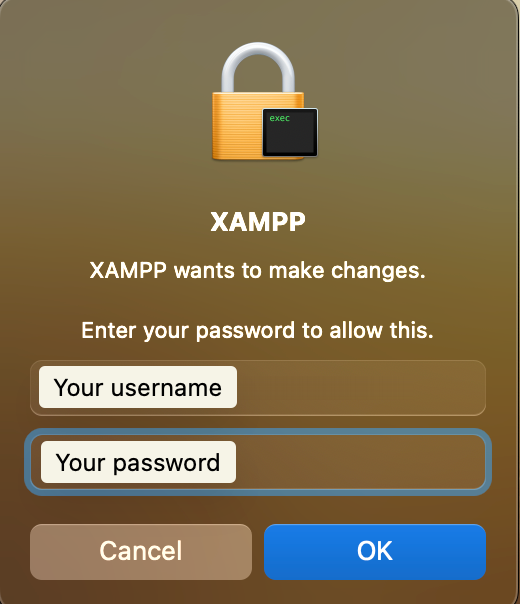 exec
XAMPP
XAMPP wants to make changes.
Enter your password to allow this.
Your username
Your password
Cancel
OK